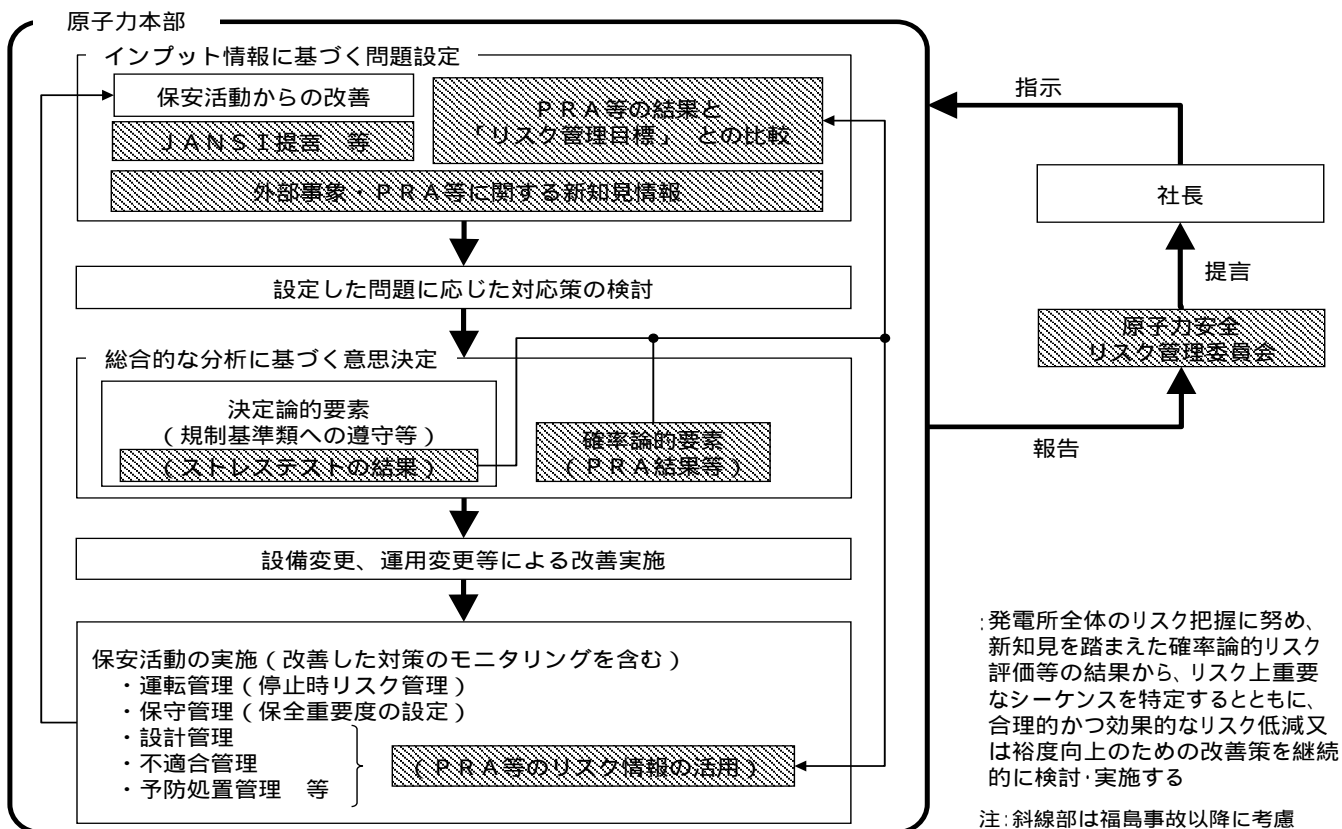 原子力本部
インプット情報に基づく問題設定
保安活動からの改善
JANSI提言 等
PRA等の結果と
「リスク管理目標」 との比較
外部事象・PRA等に関する新知見情報
設定した問題に応じた対応策の検討
総合的な分析に基づく意思決定
決定論的要素
(規制基準類への遵守等)
(ストレステストの結果)
確率論的要素
(PRA結果等)
設備変更、運用変更等による改善実施
保安活動の実施(改善した対策のモニタリングを含む)
・運転管理(停止時リスク管理)
・保守管理(保全重要度の設定)
・設計管理
・不適合管理
・予防処置管理 等
(PRA等のリスク情報の活用)
指示
社長
提言
原子力安全
リスク管理委員会
報告
:発電所全体のリスク把握に努め、
新知見を踏まえた確率論的リスク
評価等の結果から、リスク上重要
なシーケンスを特定するとともに、
合理的かつ効果的なリスク低減又
は裕度向上のための改善策を継続
的に検討・実施する
注:斜線部は福島事故以降に考慮